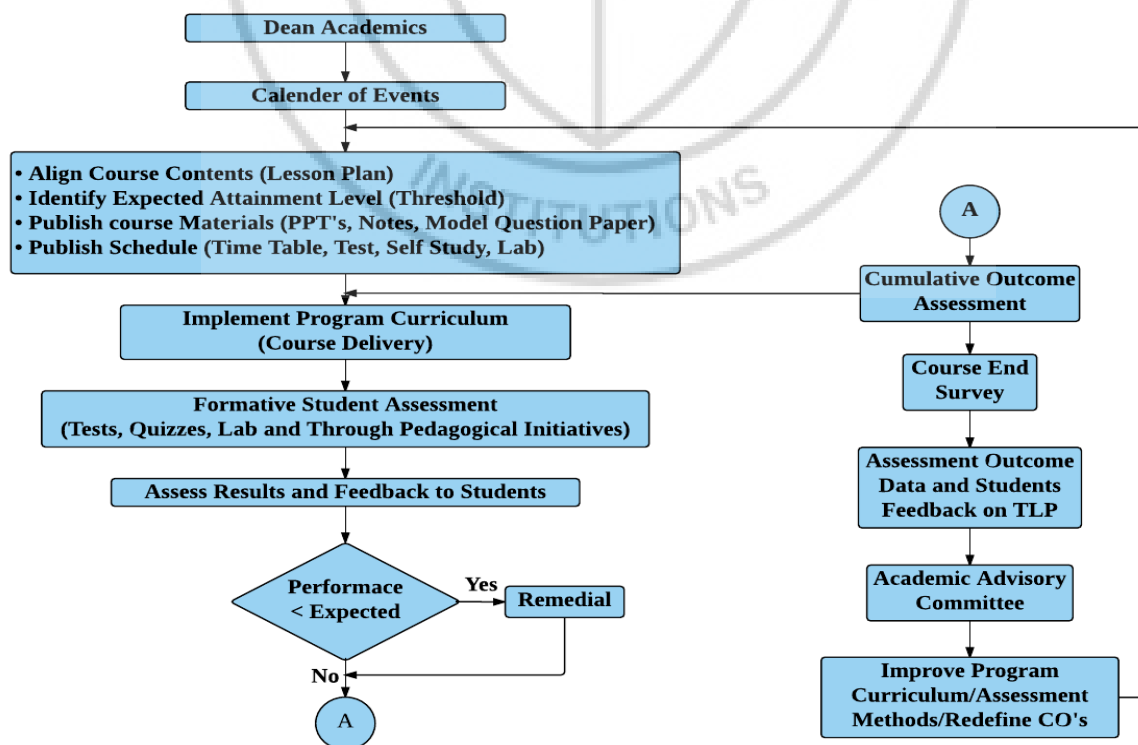 Dean Academics
Calender of Events
• Align Course Contents (Lesson Plan)
• Identify Expected Attainment Level (Threshold)
• Publish course Materials (PPT's, Notes, Model Question Paper)
• Publish Schedule (Time Table, Test, Self Study, Lab)
INSTITUTIONS
Implement Program Curriculum
(Course Delivery)
Formative Student Assessment
(Tests, Quizzes, Lab and Through Pedagogical Initiatives)
Assess Results and Feedback to Students
Performace
< Expected
Yes
Remedial
No
A
A
Cumulative Outcome
Assessment
Course End
Survey
Assessment Outcome
Data and Students
Feedback on TLP
Academic Advisory
Committee
Improve Program
Curriculum/Assessment
Methods/Redefine CO's